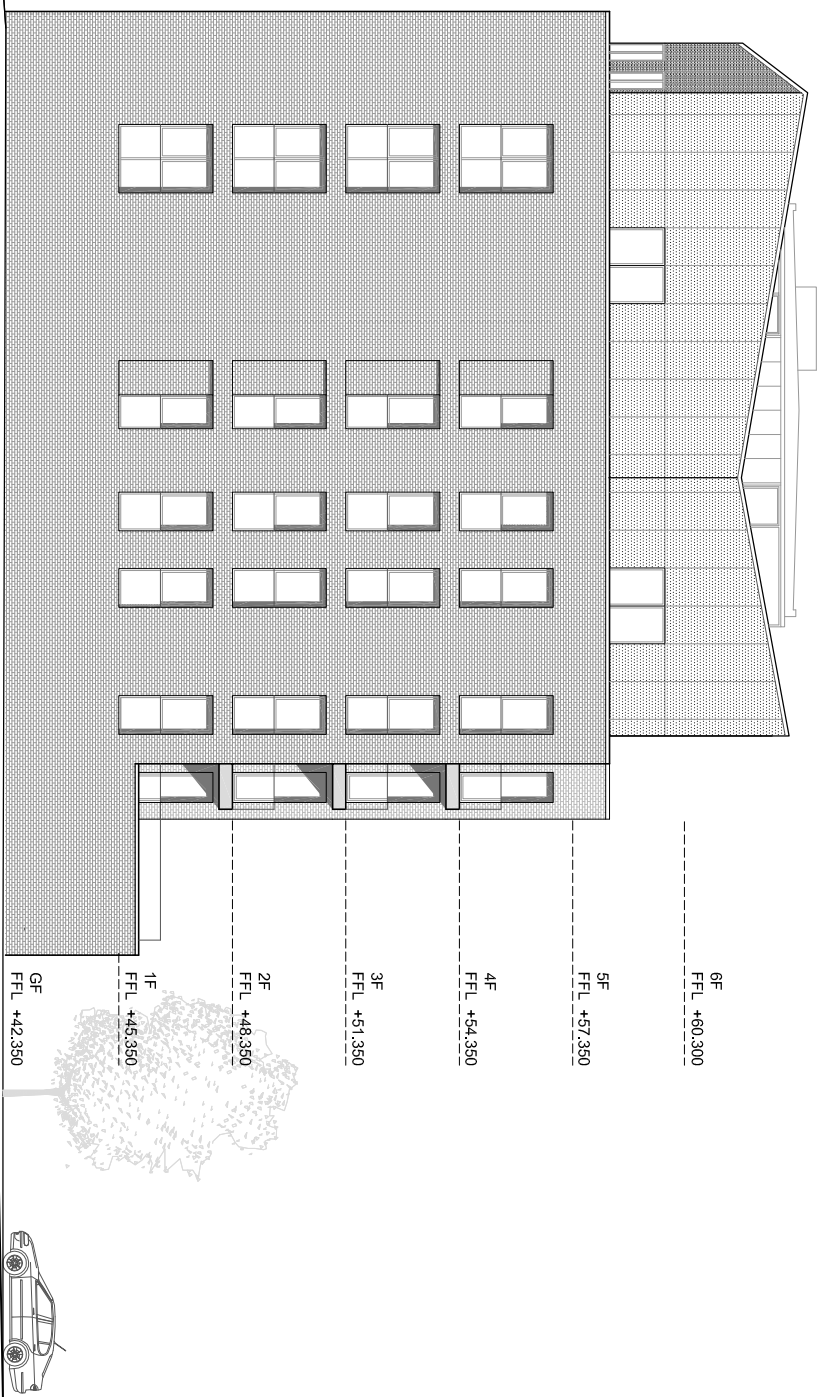 6F
FFL +60.300
5F
FFL +57.350
4F
FFL +54.350
3F
FFL +51.350
2F
FFL +48.350
1F
FFL +45.350
GF
FFL +42.350